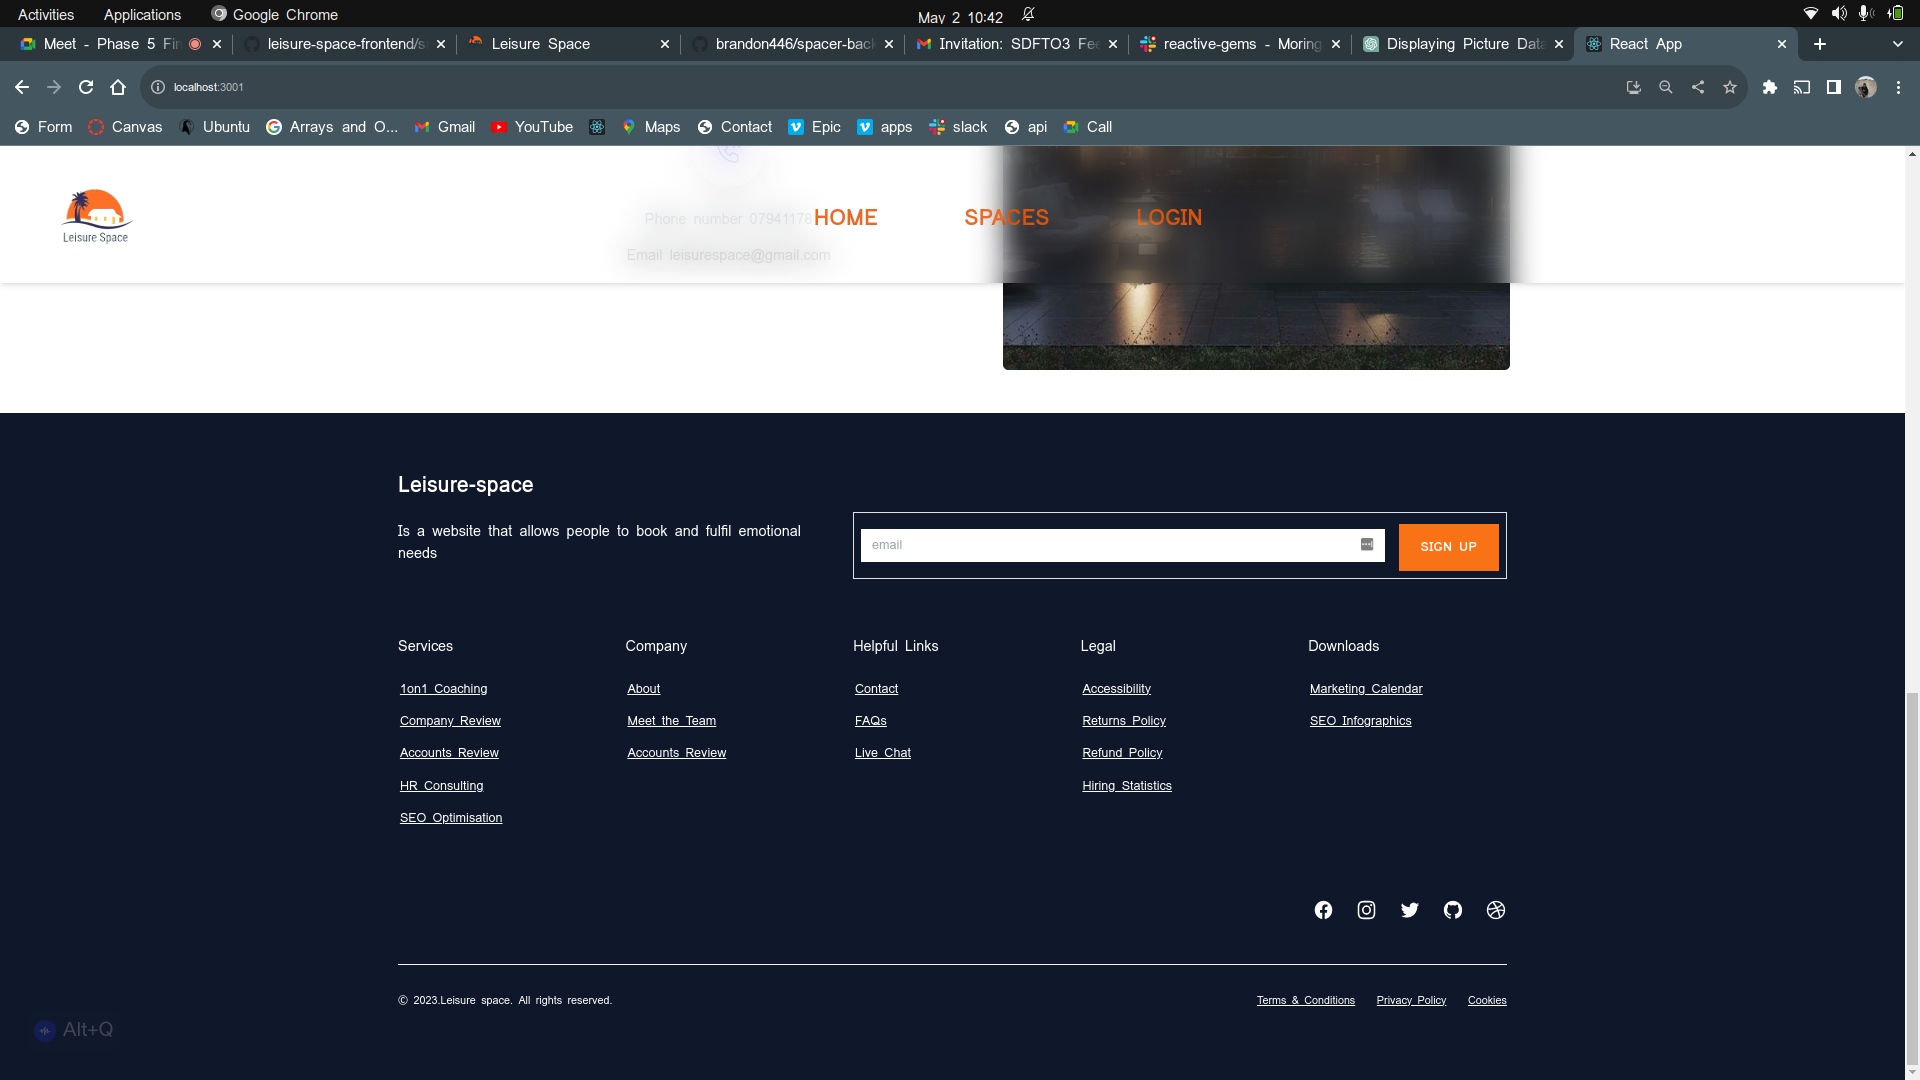 Activities Applications Google Chrome May 2 10:42
Meet - Phase 5 Fin leisure-space-frontend/s Leisure Space brandon446/spacer-back Invitation: SDFTO3 Fee reactive-gems - Moring Displaying Picture Data React App
localhost:3001
Form Canvas Ubuntu Arrays and O... Gmail YouTube Maps Contact Epic apps slack api Call
Leisure Space
Phone number 07941178
HOME SPACES LOGIN
Email leisurespace@gmail.com
Leisure-space
Is a website that allows people to book and fulfil emotional
needs
email
SIGN UP
Services
1on1 Coaching
Company Review
Accounts Review
HR Consulting
SEO Optimisation
Company
About
Meet the Team
Accounts Review
Helpful Links
Contact
FAQs
Live Chat
Legal
Accessibility
Returns Policy
Refund Policy
Hiring Statistics
Downloads
Marketing Calendar
SEO Infographics
© 2023.Leisure space. All rights reserved.
Terms & Conditions Privacy Policy Cookies
Alt+Q